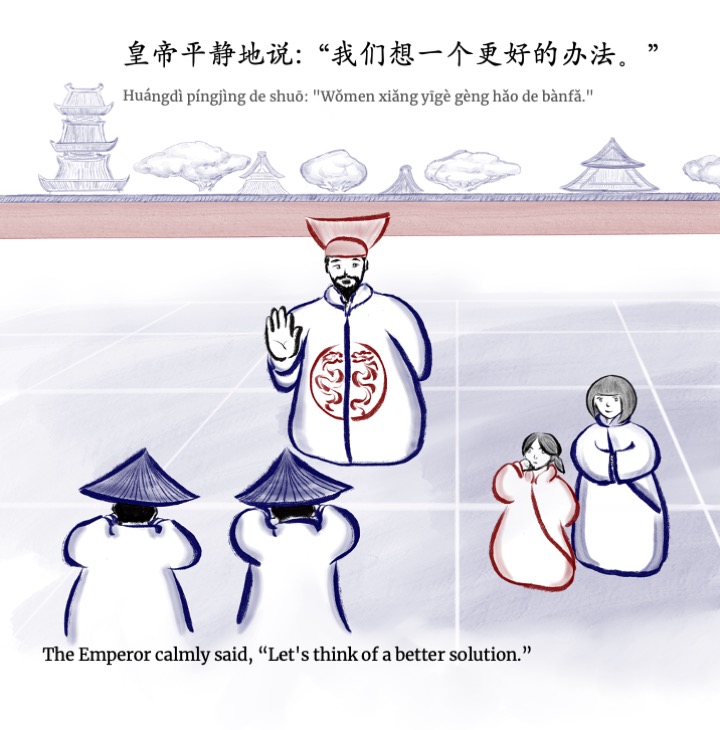 皇帝平静地说：“我们想一个更好的办法。”
Huángdì píngjìng de shuō: "Wǒmen xiǎng yīgè gèng hǎo de bànfǎ."
The Emperor calmly said, “Let's think of a better solution.”